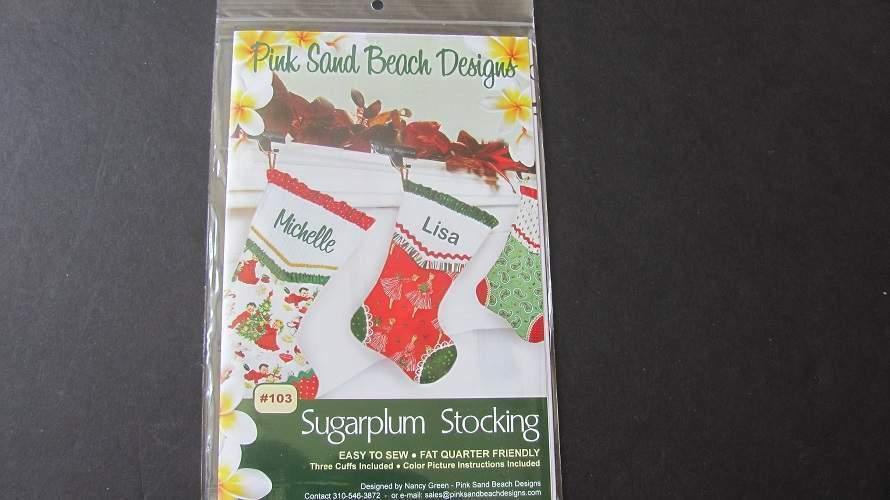 Pink Sand Beach Designs
Michelle
Lisa
#103
Sugarplum Stocking
EASY TO SEW • FAT QUARTER FRIENDLY
Three Cuffs Included • Color Picture Instructions Included
Designed by Nancy Green - Pink Sand Beach Designs
Contact 310-546-3872 - or e-mail: sales@pinksandbeachdesigns.com